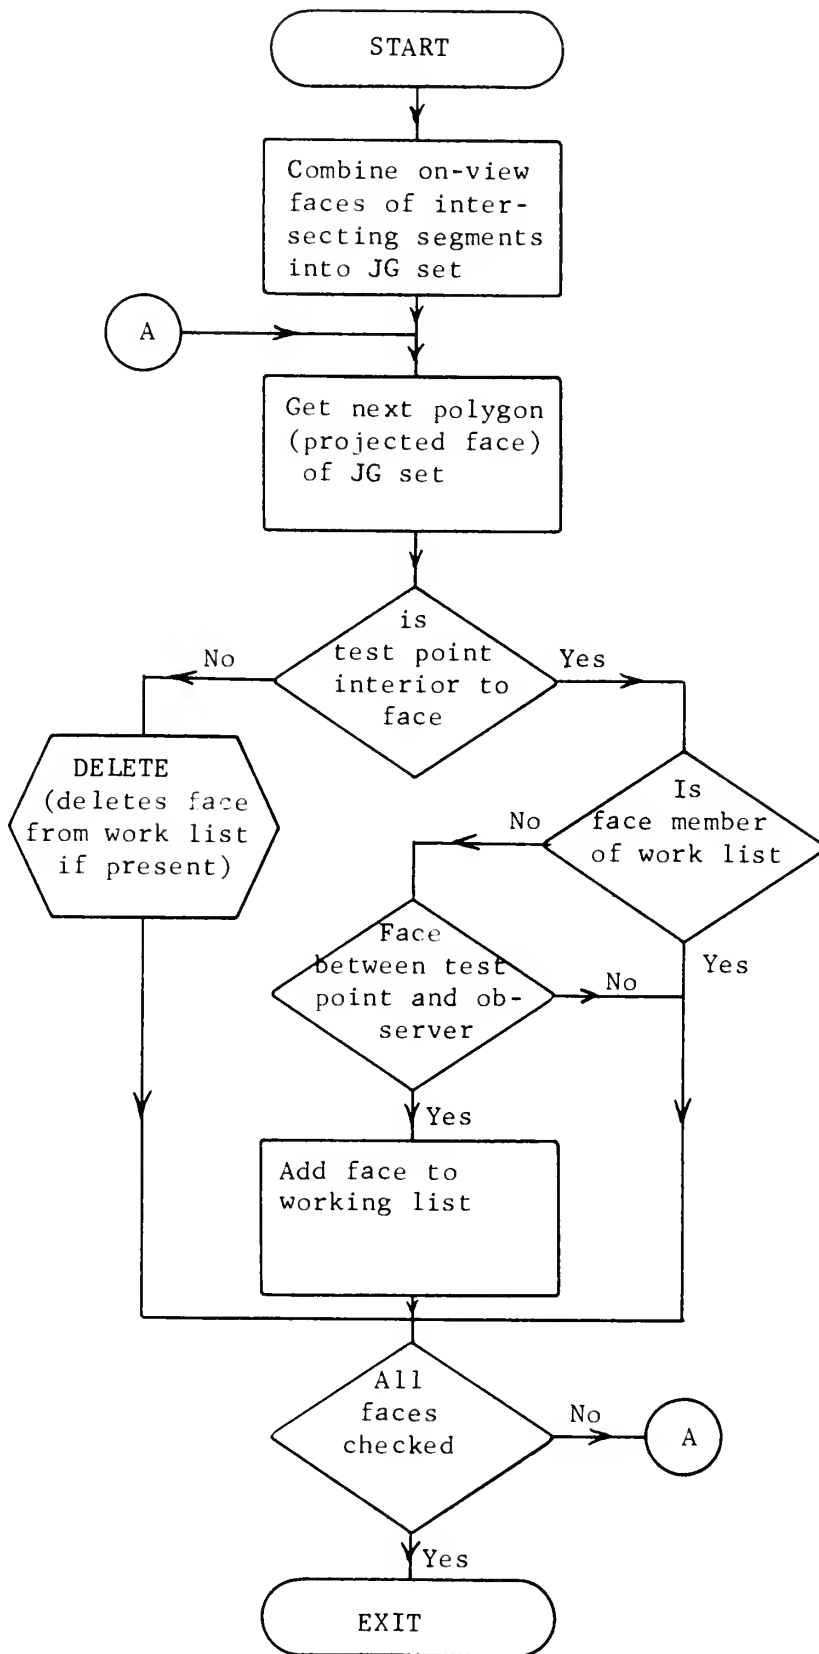 START
Combine on-view
faces of inter-
secting segments
into JG set
A
Get next polygon
(projected face)
of JG set
is
test point
interior to
face
No
Yes
DELETE
(deletes face
from work list
if present)
Is
face member
of work list
No
Yes
Face
between test
point and ob-
server
No
Yes
Add face to
working list
All
faces
checked
No
A
Yes
EXIT